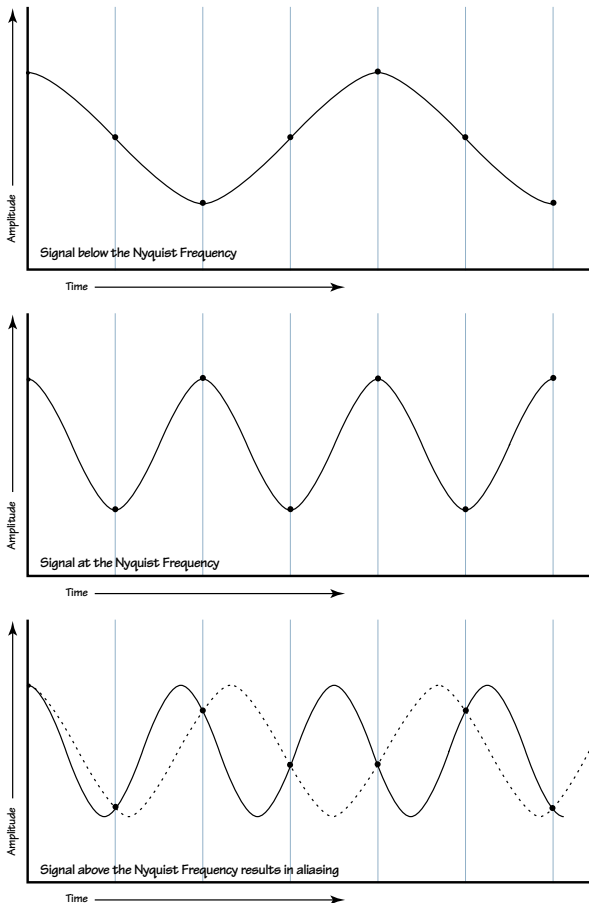 Amplitude
Signal below the Nyquist Frequency
Time
Amplitude
Signal at the Nyquist Frequency
Time
Amplitude
Signal above the Nyquist Frequency results in aliasing
Time